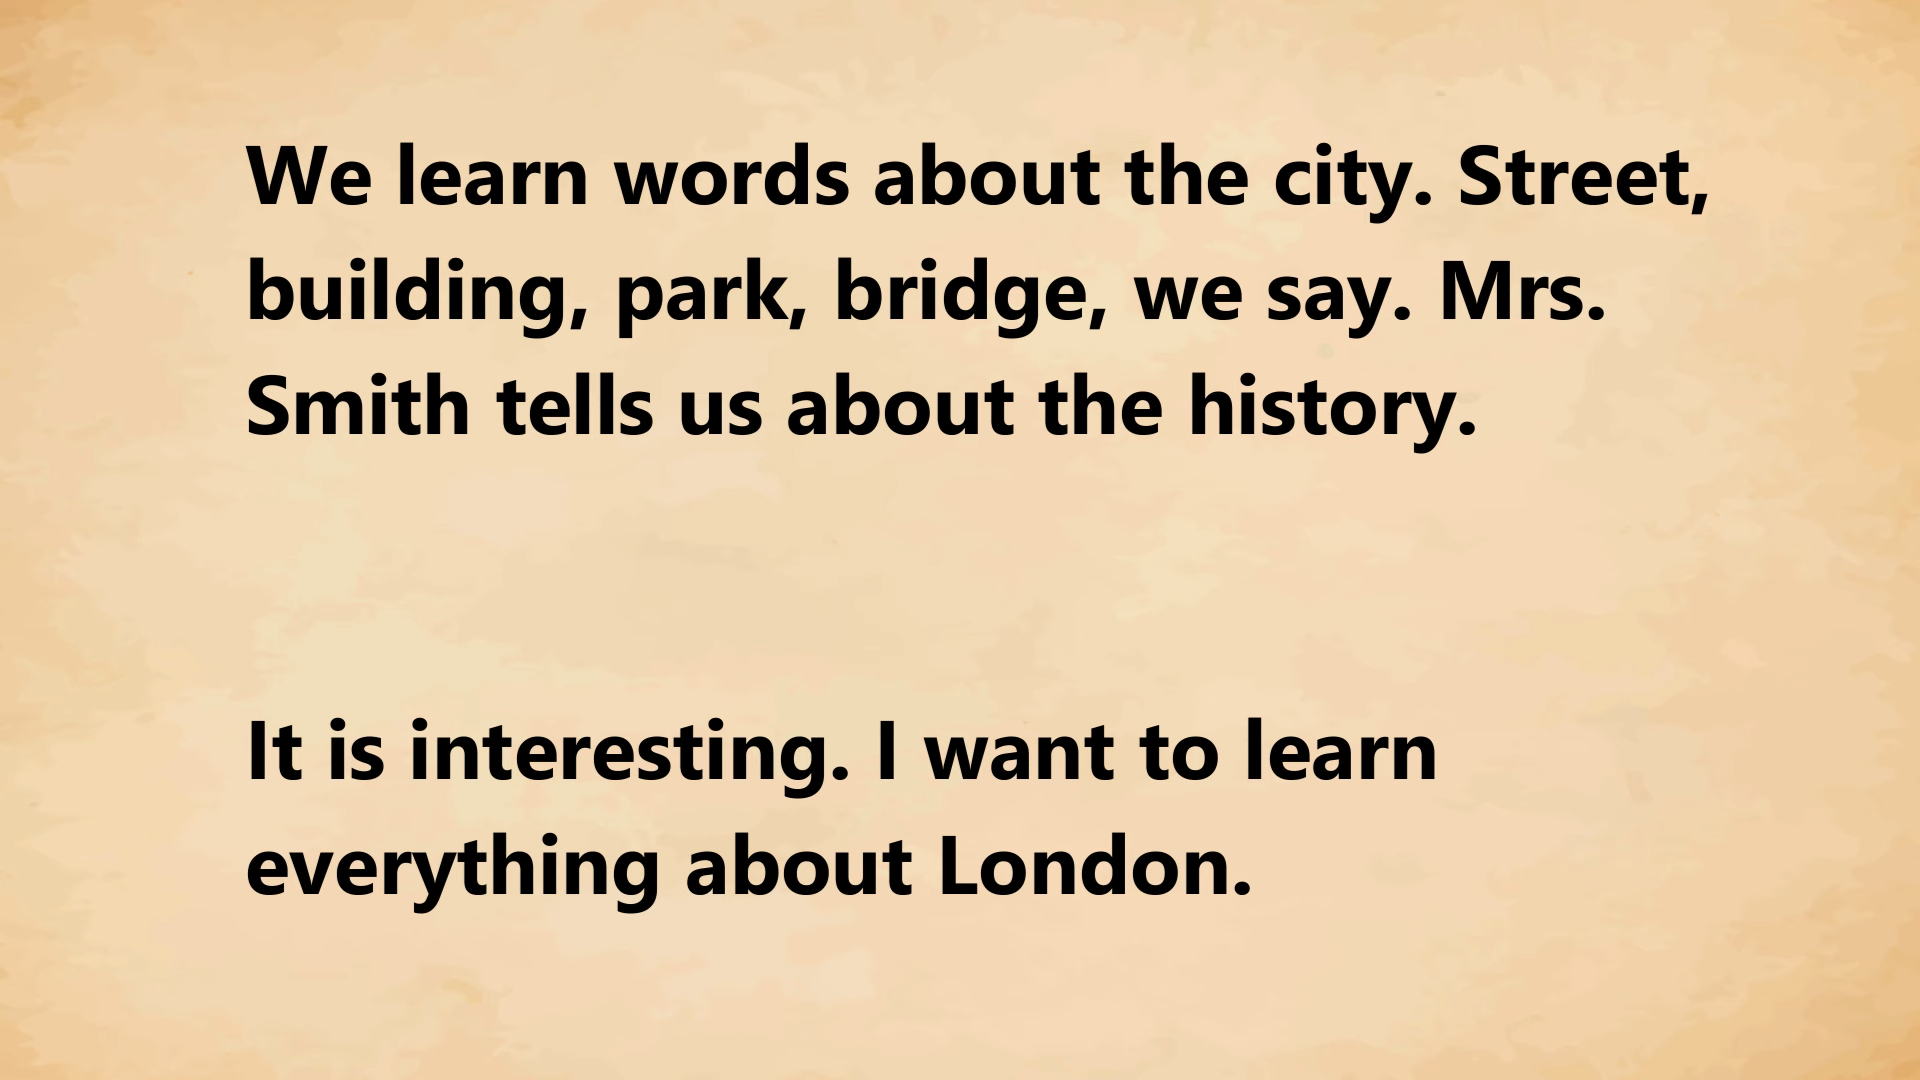 We learn words about the city. Street,
building, park, bridge, we say. Mrs.
Smith tells us about the history.
It is interesting. I want to learn
everything about London.